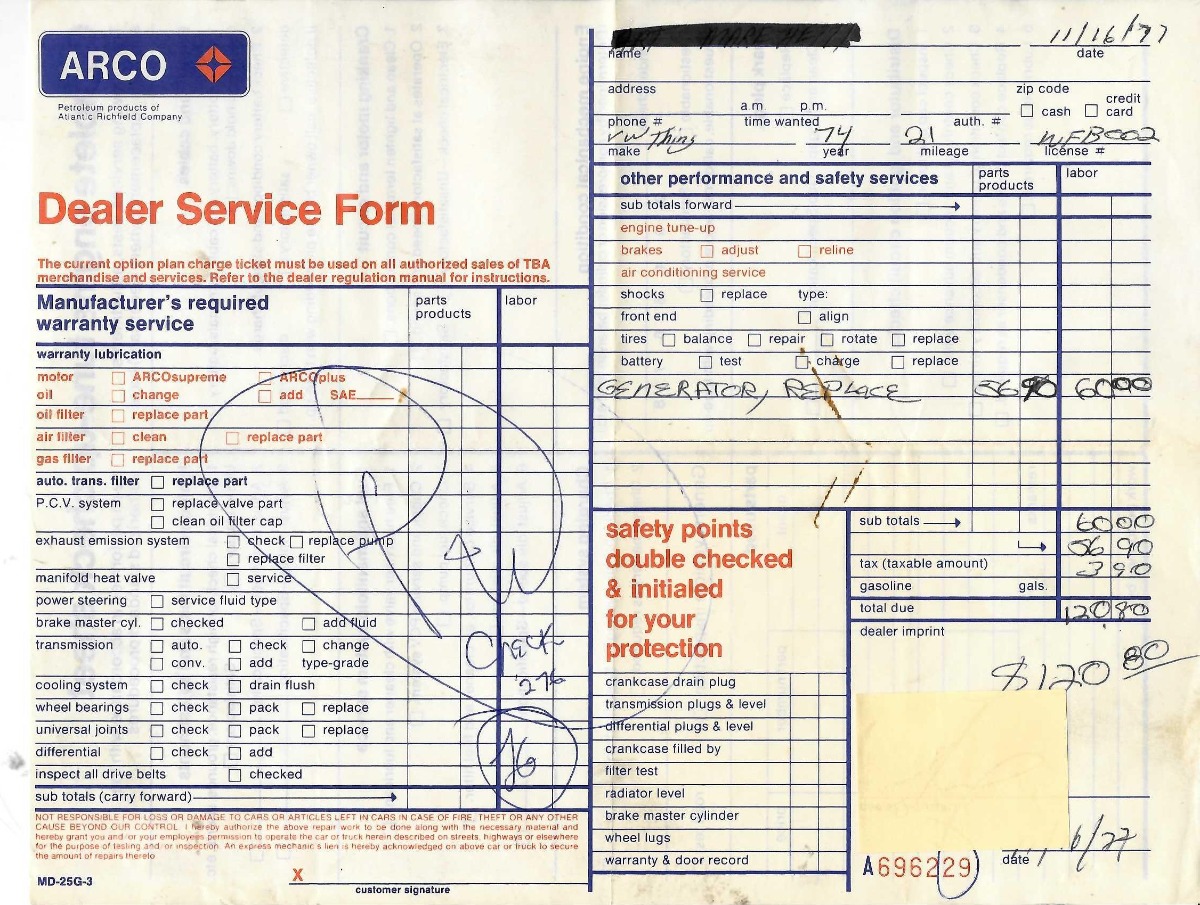 ARCO
Petroleum products of
Atlantic Richfield Company
Dealer Service Form
The current option plan charge ticket must be used on all authorized sales of TBA
merchandise and services. Refer to the dealer regulation manual for instructions.
Manufacturer's required
warranty service
parts
products
labor
warranty lubrication
motor ARCOsupreme ARCOplus
oil change add SAE
oil filter replace part
air filter clean replace part
gas filter replace part
auto. trans. filter replace part
P.C.V. system replace valve part
clean oil filter cap
exhaust emission system check replace pump
replace filter
manifold heat valve service
power steering service fluid type
brake master cyl. checked add fluid
transmission auto. check change
conv. add type-grade
cooling system check drain flush
wheel bearings check pack replace
universal joints check pack replace
differential check add
inspect all drive belts checked
sub totals (carry forward)
Check
276
NOT RESPONSIBLE FOR LOSS OR DAMAGE TO CARS OR ARTICLES LEFT IN CARS IN CASE OF FIRE, THEFT OR ANY OTHER
CAUSE BEYOND OUR CONTROL. I hereby authorize the above repair work to be done along with the necessary material and
hereby grant you and/or your employees permission to operate the car or truck herein described on streets, highways or elsewhere
for the purpose of testing and/or inspection. An express mechanic's lien is hereby acknowledged on above car or truck to secure
the amount of repairs thereto
MD-25G-3
X
customer signature
11/16/77
name date
address zip code
a.m. p.m. cash credit card
phone # time wanted auth. #
VW Thing 74 21 WFB002
make year mileage license #
other performance and safety services
parts
products
labor
sub totals forward
engine tune-up
brakes adjust reline
air conditioning service
shocks replace type:
front end align
tires balance repair rotate replace
battery test charge replace
GENERATOR, REPLACE 5690 6000
safety points
double checked
& initialed
for your
protection
crankcase drain plug
transmission plugs & level
differential plugs & level
crankcase filled by
filter test
radiator level
brake master cylinder
wheel lugs
warranty & door record
sub totals 6000
5690
tax (taxable amount) 390
gasoline gals.
total due 12080
dealer imprint
$120 80
6/77
date
A696229